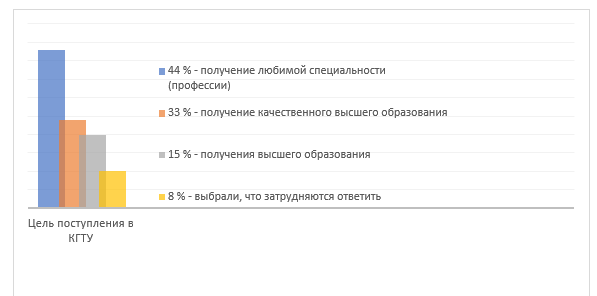 44 % - получение любимой специальности
(профессии)
33 % - получение качественного высшего образования
15 % - получения высшего образования
8 % - выбрали, что затрудняются ответить
Цель поступления в
КГТУ